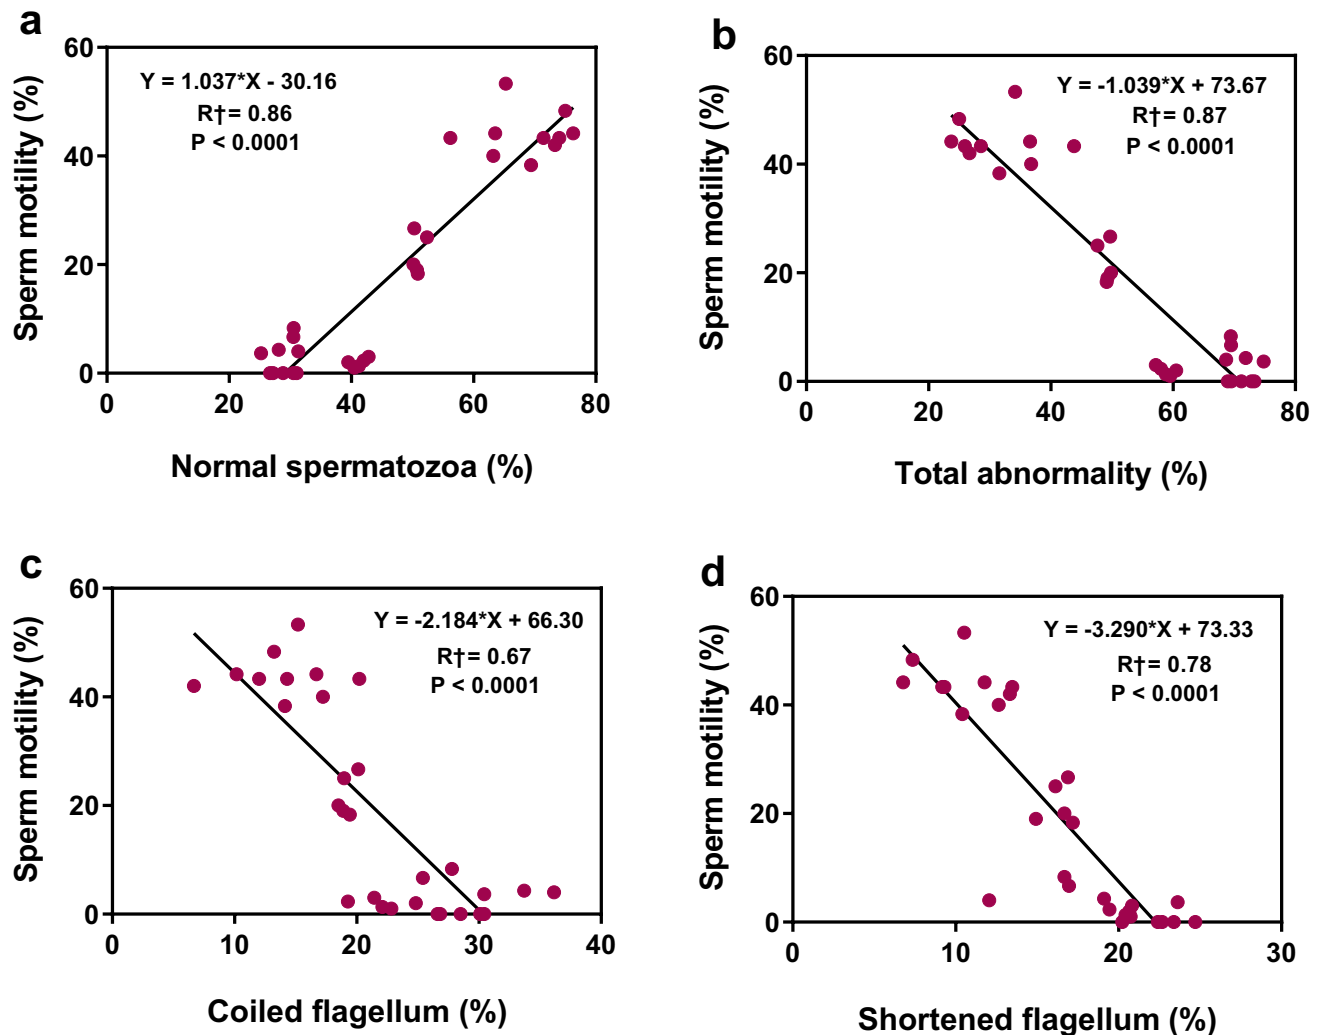 a
60
40
20
0
0
20
40
60
80
Sperm motility (%)
Normal spermatozoa (%)
Y = 1.037*X - 30.16
R†= 0.86
P < 0.0001
b
60
40
20
0
0
20
40
60
80
Sperm motility (%)
Total abnormality (%)
Y = -1.039*X + 73.67
R†= 0.87
P < 0.0001
c
60
40
20
0
0
10
20
30
40
Sperm motility (%)
Coiled flagellum (%)
Y = -2.184*X + 66.30
R†= 0.67
P < 0.0001
d
60
40
20
0
0
10
20
30
Sperm motility (%)
Shortened flagellum (%)
Y = -3.290*X + 73.33
R†= 0.78
P < 0.0001